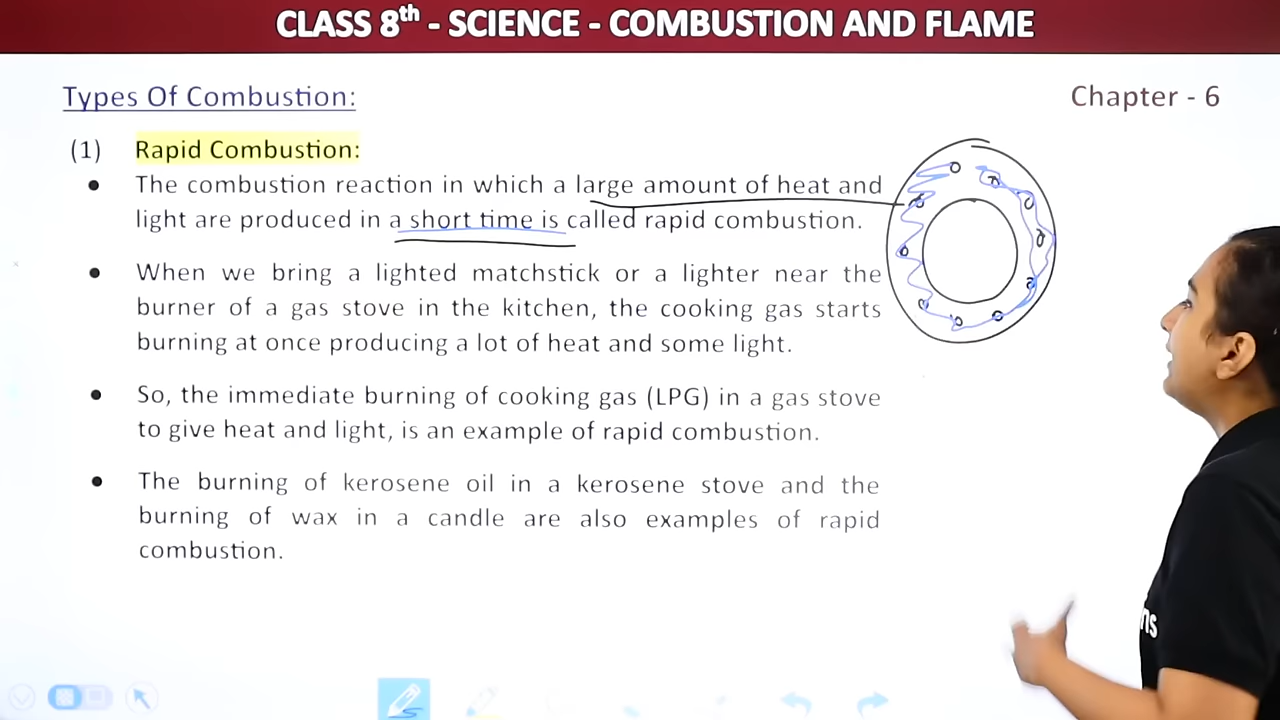 CLASS 8th - SCIENCE - COMBUSTION AND FLAME
Types Of Combustion:
Chapter - 6
(1) Rapid Combustion:
• The combustion reaction in which a large amount of heat and
light are produced in a short time is called rapid combustion.
• When we bring a lighted matchstick or a lighter near the
burner of a gas stove in the kitchen, the cooking gas starts
burning at once producing a lot of heat and some light.
• So, the immediate burning of cooking gas (LPG) in a gas stove
to give heat and light, is an example of rapid combustion.
• The burning of kerosene oil in a kerosene stove and the
burning of wax in a candle are also examples of rapid
combustion.